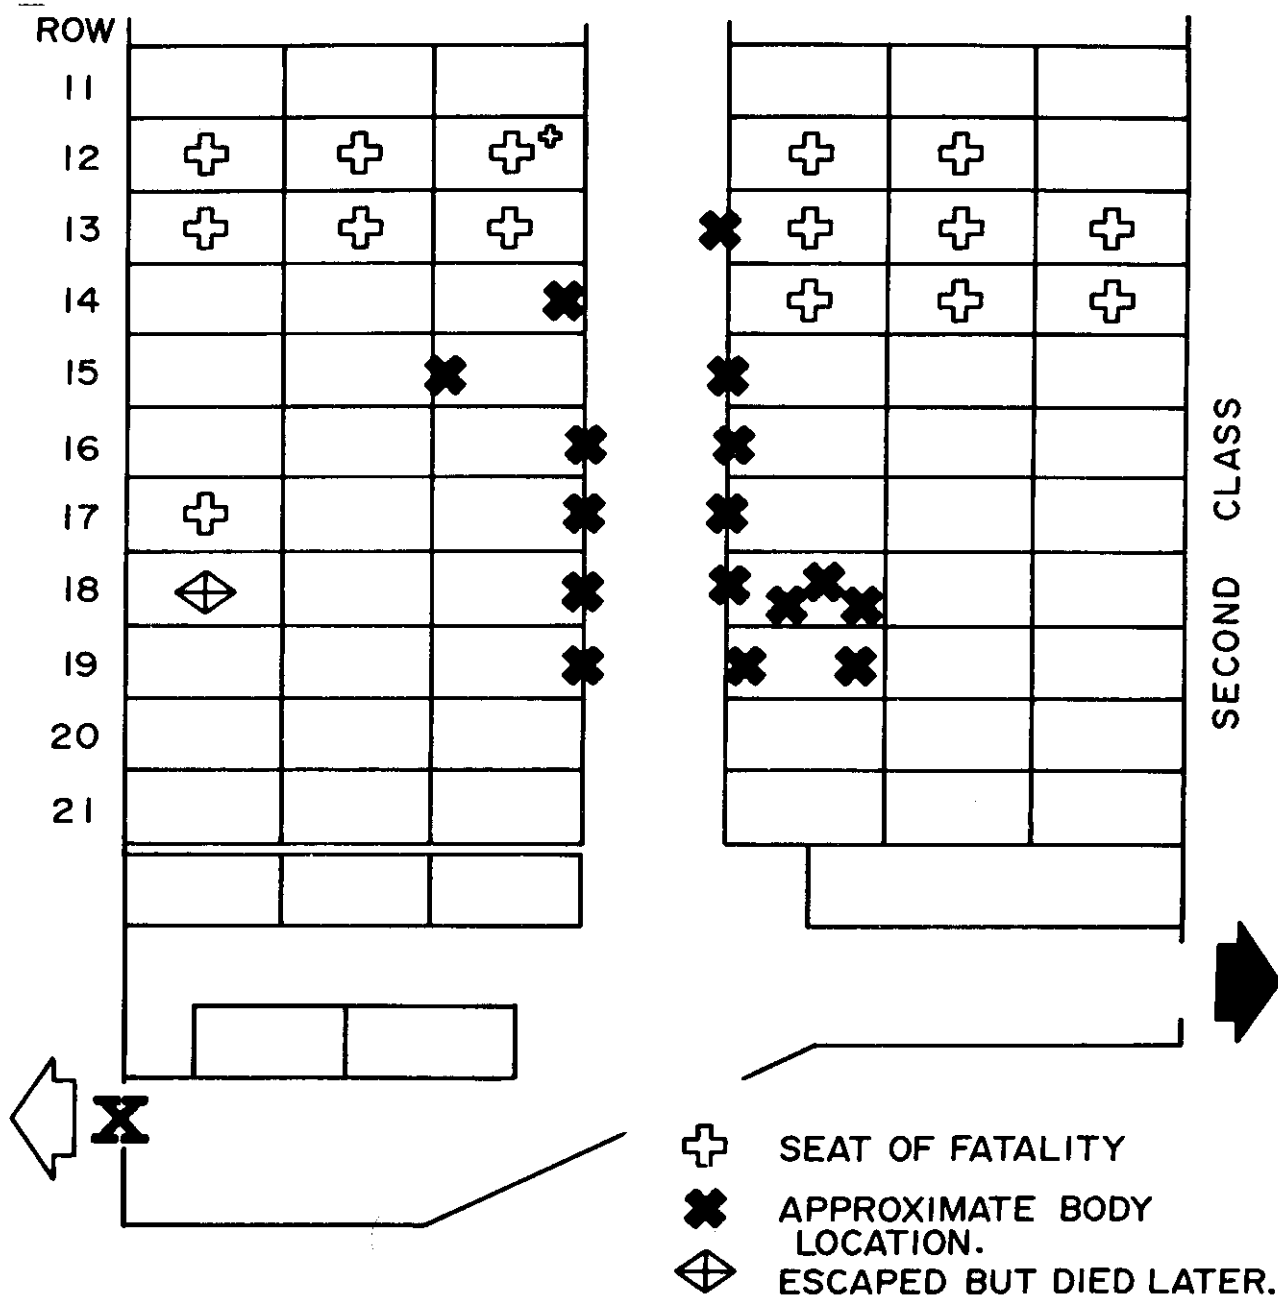 ROW
11
12
13
14
15
16
17
18
19
20
21
SECOND CLASS
X
SEAT OF FATALITY
APPROXIMATE BODY
LOCATION.
ESCAPED BUT DIED LATER.